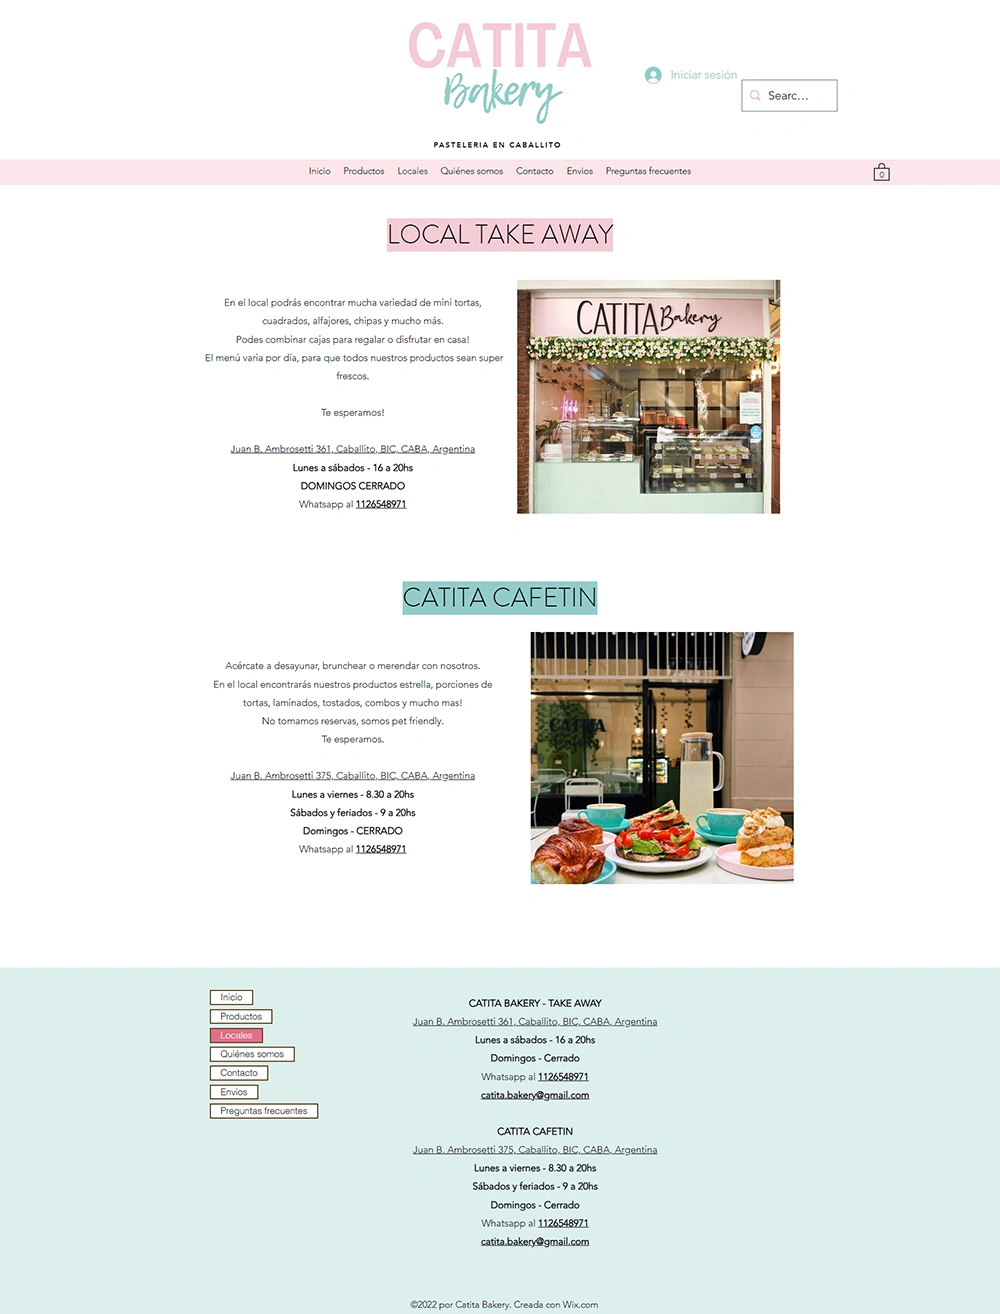 CATITA
Bakery
PASTELERIA EN CABALLITO
Iniciar sesión
Searc...
Inicio
Productos
Locales
Quiénes somos
Contacto
Envios
Preguntas frecuentes
0
LOCAL TAKE AWAY
En el local podrás encontrar mucha variedad de mini tortas,
cuadrados, alfajores, chipas y mucho más.
Podes combinar cajas para regalar o disfrutar en casa!
El menú varia por día, para que todos nuestros productos sean super
frescos.
Te esperamos!
Juan B. Ambrosetti 361, Caballito, BIC, CABA, Argentina
Lunes a sábados - 16 a 20hs
DOMINGOS CERRADO
Whatsapp al 1126548971
CATITA Bakery
CATITA CAFETIN
Acércate a desayunar, brunchear o merendar con nosotros.
En el local encontrarás nuestros productos estrella, porciones de
tortas, laminados, tostados, combos y mucho mas!
No tomamos reservas, somos pet friendly.
Te esperamos.
Juan B. Ambrosetti 375, Caballito, BIC, CABA, Argentina
Lunes a viernes - 8.30 a 20hs
Sábados y feriados - 9 a 20hs
Domingos - CERRADO
Whatsapp al 1126548971
CATITA
Inicio
Productos
Locales
Quiénes somos
Contacto
Envios
Preguntas frecuentes
CATITA BAKERY - TAKE AWAY
Juan B. Ambrosetti 361, Caballito, BIC, CABA, Argentina
Lunes a sábados - 16 a 20hs
Domingos - Cerrado
Whatsapp al 1126548971
catita.bakery@gmail.com
CATITA CAFETIN
Juan B. Ambrosetti 375, Caballito, BIC, CABA, Argentina
Lunes a viernes - 8.30 a 20hs
Sábados y feriados - 9 a 20hs
Domingos - Cerrado
Whatsapp al 1126548971
catita.bakery@gmail.com
©2022 por Catita Bakery. Creada con Wix.com